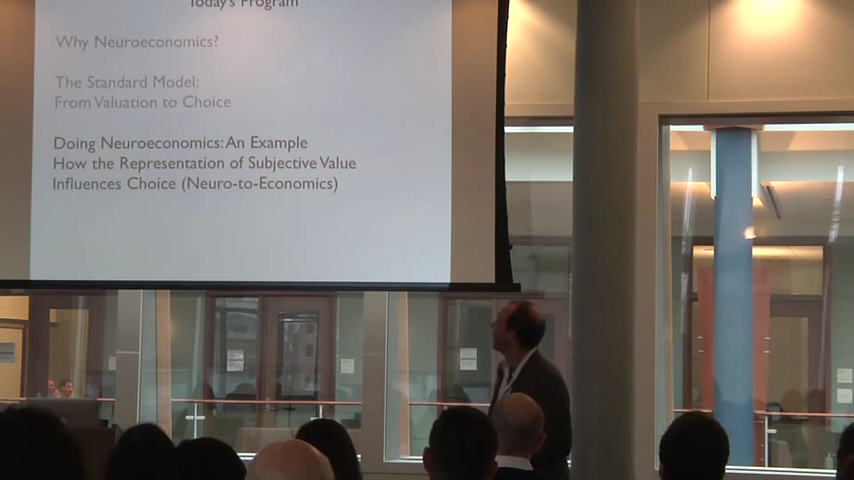 Today's Program
Why Neuroeconomics?
The Standard Model:
From Valuation to Choice
Doing Neuroeconomics: An Example
How the Representation of Subjective Value
Influences Choice (Neuro-to-Economics)